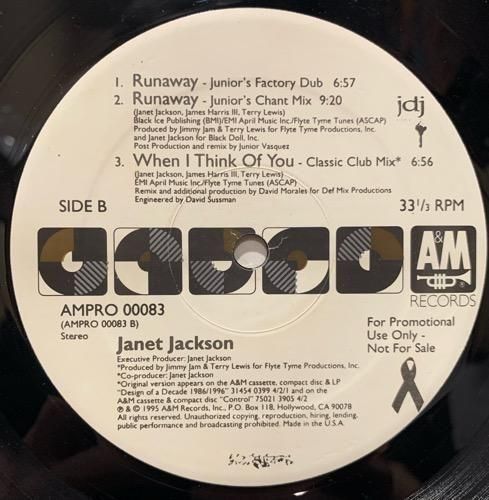 1. Runaway - Junior's Factory Dub 6:57
2. Runaway - Junior's Chant Mix 9:20
(Janet Jackson, James Harris III, Terry Lewis)
Black Ice Publishing (BMI)/EMI April Music Inc./Flyte Tyme Tunes (ASCAP)
Produced by Jimmy Jam & Terry Lewis for Flyte Tyme Productions, Inc.
and Janet Jackson for Black Doll, Inc.
Post Production and remix by Junior Vasquez
jdj
3. When I Think Of You - Classic Club Mix* 6:56
(Janet Jackson, James Harris III, Terry Lewis)
EMI April Music Inc./Flyte Tyme Tunes (ASCAP)
Remix and additional production by David Morales for Def Mix Productions
Engineered by David Sussman
SIDE B
33 1/3 RPM
A&M
RECORDS
AMPRO 00083
(AMPRO 00083 B)
Stereo
For Promotional
Use Only -
Not For Sale
Janet Jackson
Executive Producer: Janet Jackson
*Produced by Jimmy Jam & Terry Lewis for Flyte Tyme Productions, Inc.
*Co-producer: Janet Jackson
*Original version appears on the A&M cassette, compact disc & LP
"Design of a Decade 1986/1996" 31454 0399 4/2/1 and on the
A&M cassette & compact disc "Control" 75021 3905 4/2
℗ & © 1995 A&M Records, Inc., P.O. Box 118, Hollywood, CA 90078
All rights reserved. Unauthorized copying, reproduction, hiring, lending,
public performance and broadcasting prohibited. Made in the U.S.A.